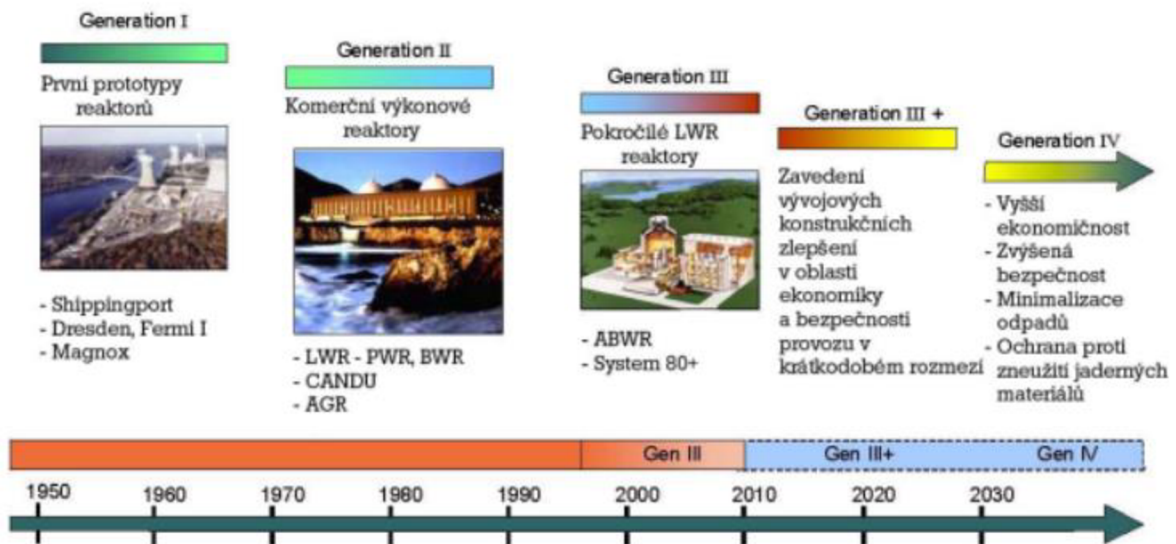 Generation I
První prototypy
reaktorů
- Shippingport
- Dresden, Fermi I
- Magnox
Generation II
Komerční výkonové
reaktory
- LWR - PWR, BWR
- CANDU
- AGR
Generation III
Pokročilé LWR
reaktory
- ABWR
- System 80+
Generation III +
Zavedení
vývojových
konstrukčních
zlepšení
v oblasti
ekonomiky
a bezpečnosti
provozu v
krátkodobém rozmezí
Generation IV
- Vyšší
ekonomičnost
- Zvýšená
bezpečnost
- Minimalizace
odpadů
- Ochrana proti
zneužití jaderných
materiálů
Gen III Gen III+ Gen IV
1950 1960 1970 1980 1990 2000 2010 2020 2030